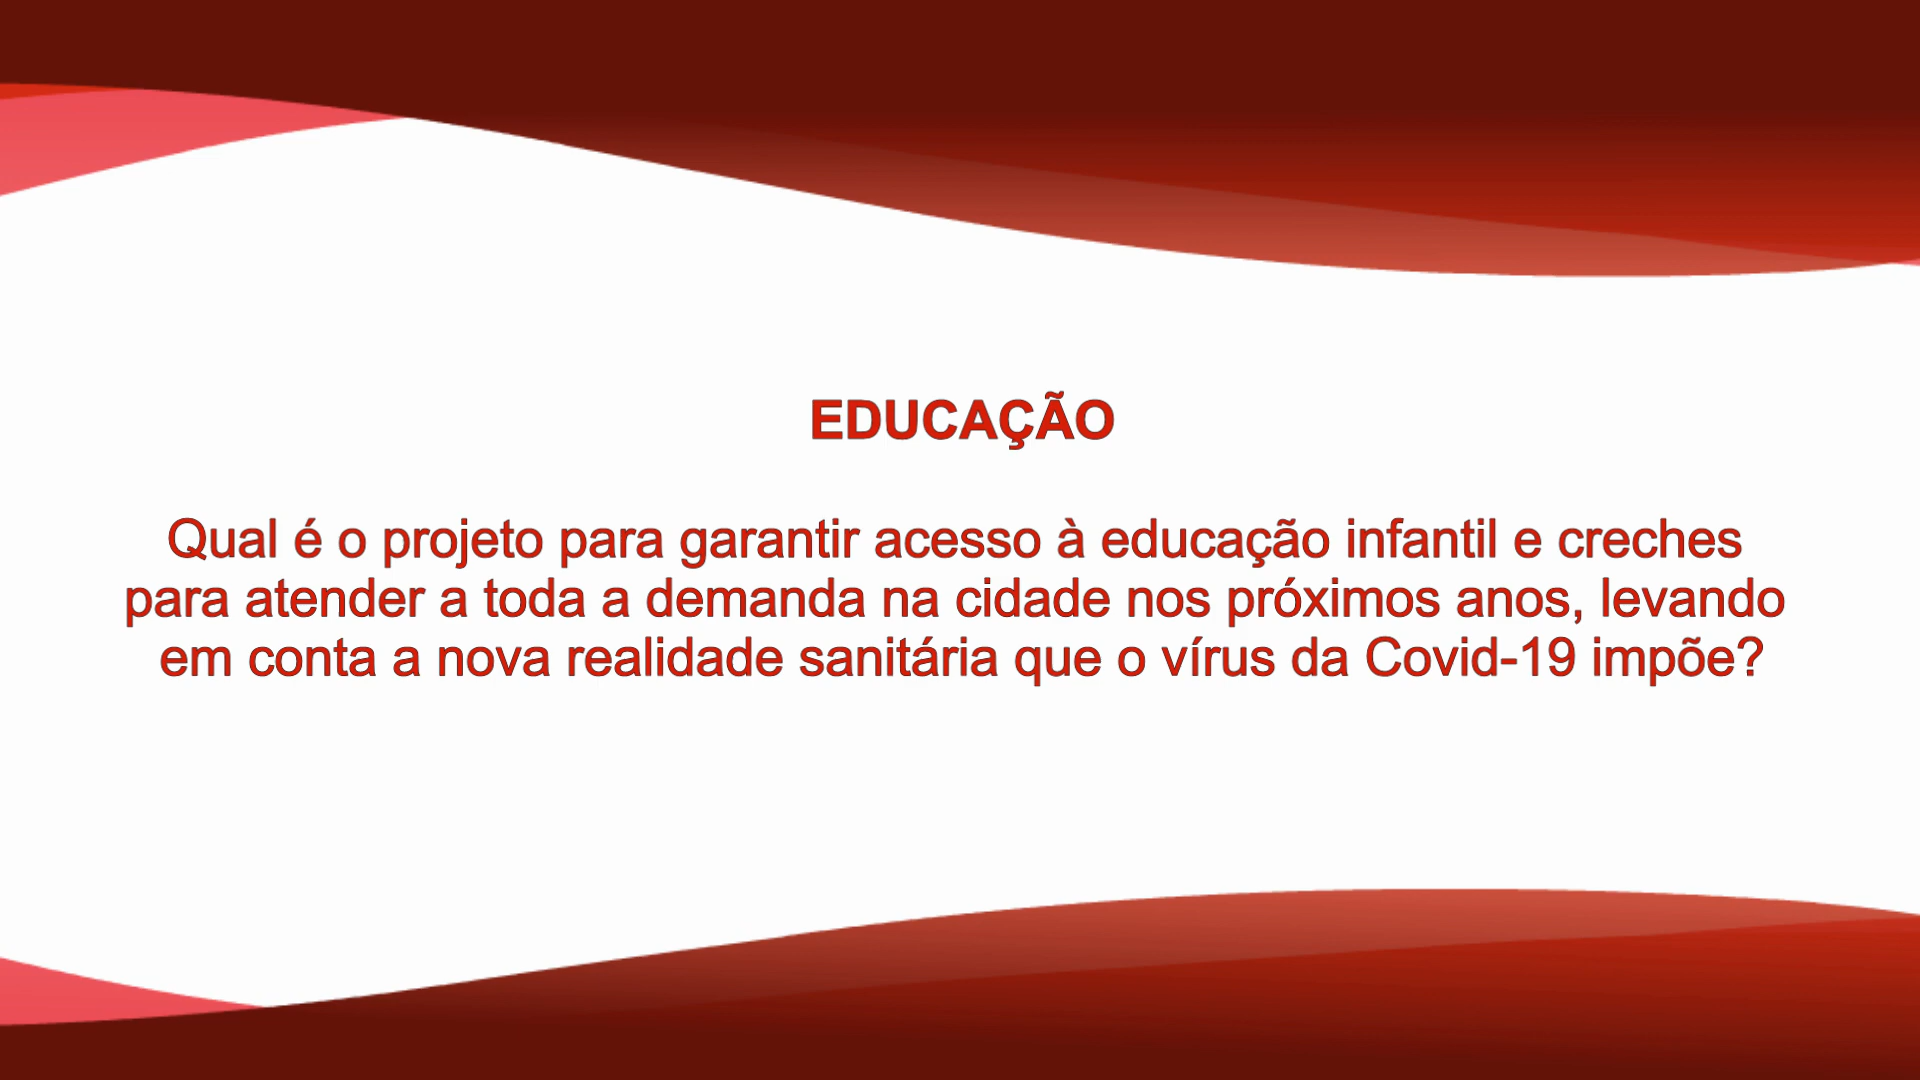 EDUCAÇÃO
Qual é o projeto para garantir acesso à educação infantil e creches
para atender a toda a demanda na cidade nos próximos anos, levando
em conta a nova realidade sanitária que o vírus da Covid-19 impõe?